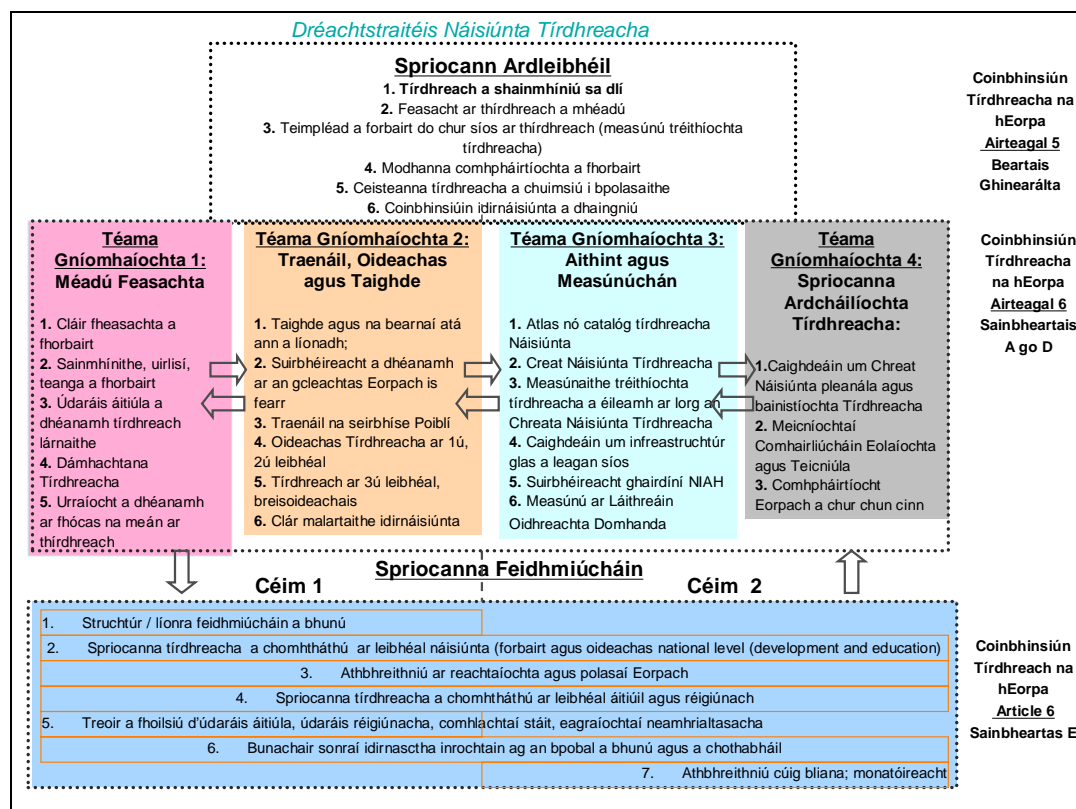 Dréachtstraitéis Náisiúnta Tírdhreacha
Spriocann Ardleibhéil
1. Tírdhreach a shainmhíniú sa dlí
2. Feasacht ar thírdhreach a mhéadú
3. Teimpléad a forbairt do chur síos ar thírdhreach (measúnú tréithíochta
tírdhreacha)
4. Modhanna comhpháirtíochta a fhorbairt
5. Ceisteanna tírdhreacha a chuimsiú i bpolasaithe
6. Coinbhinsiúin idirnáisiúnta a dhaingniú
Coinbhinsiún
Tírdhreacha na
hEorpa
Airteagal 5
Beartais
Ghinearálta
Téama
Gníomhaíochta 1:
Méadú Feasachta
1. Cláir fheasachta a
fhorbairt
2. Sainmhínithe, uirlisí,
teanga a fhorbairt
3. Údaráis áitiúla a
dhéanamh tírdhreach
lárnaithe
4. Dámhachtana
Tírdhreacha
5. Urraíocht a dhéanamh
ar fhócas na meán ar
thírdhreach
Téama Gníomhaíochta 2:
Traenáil, Oideachas
agus Taighde
1. Taighde agus na bearnaí atá
ann a líonadh;
2. Suirbhéireacht a dhéanamh
ar an gcleachtas Eorpach is
fearr
3. Traenáil na seirbhíse Poiblí
4. Oideachas Tírdhreacha ar 1ú,
2ú leibhéal
5. Tírdhreach ar 3ú leibhéal,
breisoideachais
6. Clár malartaithe idirnáisiúnta
Téama Gníomhaíochta 3:
Aithint agus
Measúnúchán
1. Atlas nó catalóg tírdhreacha
Náisiúnta
2. Creat Náisiúnta Tírdhreacha
3. Measúnaithe tréithíochta
tírdhreacha a éileamh ar lorg an
Chreata Náisiúnta Tírdhreacha
4. Caighdeáin um infrastruchtúr
glas a leagan síos
5. Suirbhéireacht ghairdíní NIAH
6. Measúnú ar Láithreáin
Oidhreachta Domhanda
Téama
Gníomhaíochta 4:
Spriocanna
Ardcháilíochta
Tírdhreacha:
1.Caighdeáin um Chreat
Náisiúnta pleanála agus
bainistíochta Tírdhreacha
2. Meicníochtaí
Comhairliúcháin Eolaíochta
agus Teicniúla
3. Comhpháirtíocht
Eorpach a chur chun cinn
Coinbhinsiún
Tírdhreacha
na hEorpa
Airteagal 6
Sainbheartais
A go D
Spriocanna Feidhmiúcháin
Céim 1
Céim 2
1. Struchtúr / líonra feidhmiúcháin a bhunú
2. Spriocanna tírdhreacha a chomhtháthú ar leibhéal náisiúnta (forbairt agus oideachas national level (development and education)
3. Athbhreithniú ar reachtaíochta agus polasaí Eorpach
4. Spriocanna tírdhreacha a chomhtháthú ar leibhéal áitiúil agus réigiúnach
5. Treoir a fhoilsiú d'údaráis áitiúla, údaráis réigiúnacha, comhlachtaí stáit, eagraíochtaí neamhrialtasacha
6. Bunachair sonraí idirnasctha inrochtain ag an bpobal a bhunú agus a chothabháil
7. Athbhreithniú cúig bliana; monatóireacht
Coinbhinsiún
Tírdhreach na
hEorpa
Article 6
Sainbheartas E